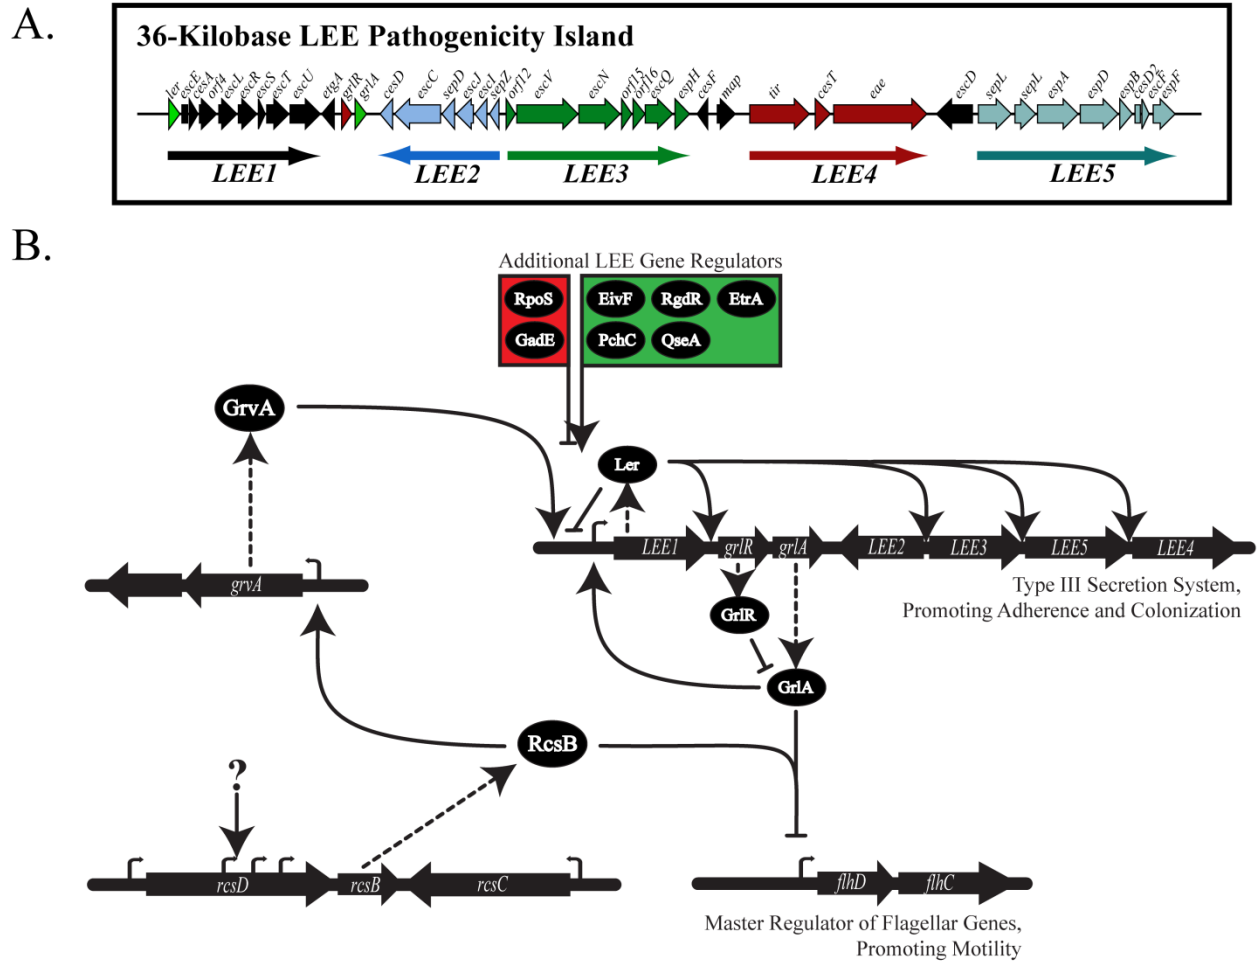 A.
36-Kilobase LEE Pathogenicity Island
ler escE cesA orf4 escL escR escS escT escU etgA grlR grlA cesD escC sepD escJ escI sepZ orf12 escV escN orf15 orf16 escQ espH cesF map tir cesT eae escD sepL sepL espA espD espB cesD2 escF espF
LEE1 LEE2 LEE3 LEE4 LEE5
B.
Additional LEE Gene Regulators
RpoS EivF RgdR EtrA
GadE PchC QseA
GrvA
Ler
LEE1 grlR grlA LEE2 LEE3 LEE5 LEE4
grvA
Type III Secretion System,
Promoting Adherence and Colonization
GrlR
GrlA
RcsB
?
rcsD rcsB rcsC
flhD flhC
Master Regulator of Flagellar Genes,
Promoting Motility